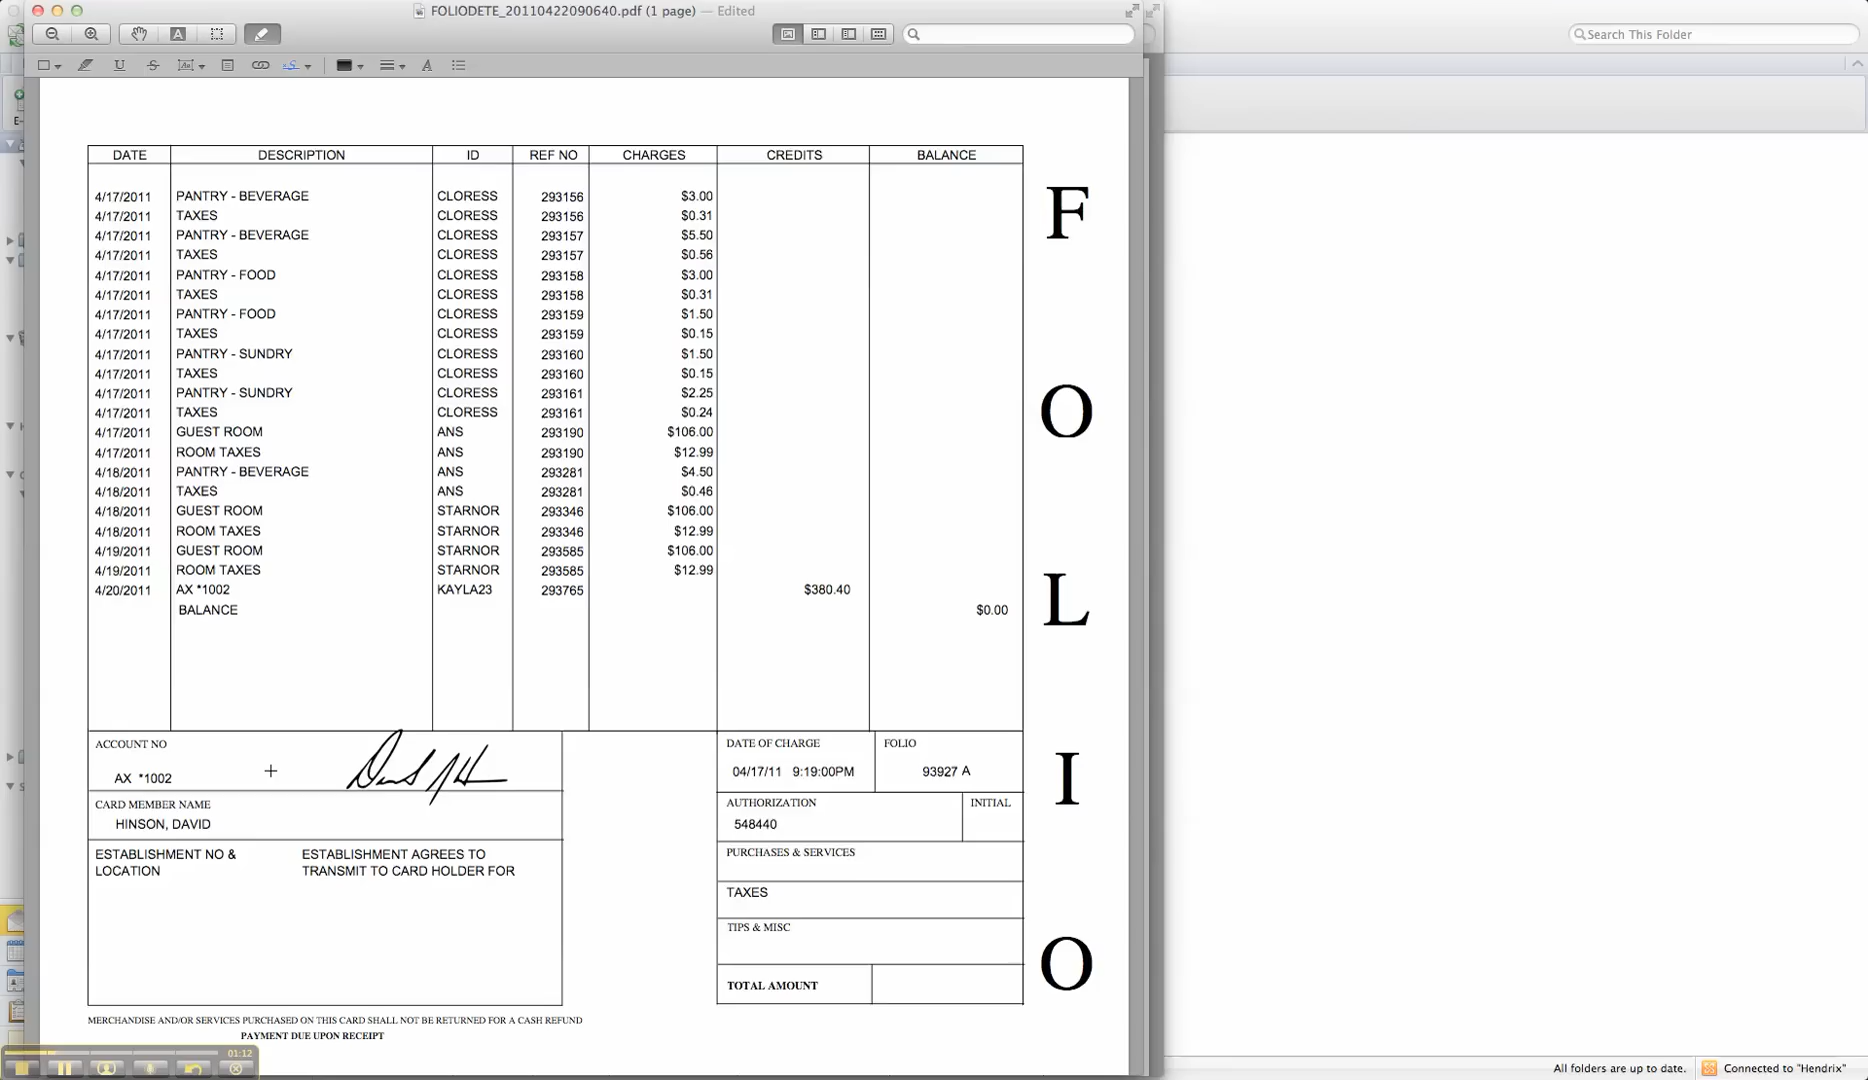 FOLIODETE_20110422090640.pdf (1 page) — Edited
Search This Folder
DATE DESCRIPTION ID REF NO CHARGES CREDITS BALANCE
4/17/2011 PANTRY - BEVERAGE CLORESS 293156 $3.00
4/17/2011 TAXES CLORESS 293156 $0.31
4/17/2011 PANTRY - BEVERAGE CLORESS 293157 $5.50
4/17/2011 TAXES CLORESS 293157 $0.56
4/17/2011 PANTRY - FOOD CLORESS 293158 $3.00
4/17/2011 TAXES CLORESS 293158 $0.31
4/17/2011 PANTRY - FOOD CLORESS 293159 $1.50
4/17/2011 TAXES CLORESS 293159 $0.15
4/17/2011 PANTRY - SUNDRY CLORESS 293160 $1.50
4/17/2011 TAXES CLORESS 293160 $0.15
4/17/2011 PANTRY - SUNDRY CLORESS 293161 $2.25
4/17/2011 TAXES CLORESS 293161 $0.24
4/17/2011 GUEST ROOM ANS 293190 $106.00
4/17/2011 ROOM TAXES ANS 293190 $12.99
4/18/2011 PANTRY - BEVERAGE ANS 293281 $4.50
4/18/2011 TAXES ANS 293281 $0.46
4/18/2011 GUEST ROOM STARNOR 293346 $106.00
4/18/2011 ROOM TAXES STARNOR 293346 $12.99
4/19/2011 GUEST ROOM STARNOR 293585 $106.00
4/19/2011 ROOM TAXES STARNOR 293585 $12.99
4/20/2011 AX *1002 KAYLA23 293765 $380.40
BALANCE $0.00
F
O
L
I
O
ACCOUNT NO
AX *1002
CARD MEMBER NAME
HINSON, DAVID
ESTABLISHMENT NO & LOCATION
ESTABLISHMENT AGREES TO TRANSMIT TO CARD HOLDER FOR
DATE OF CHARGE
04/17/11 9:19:00PM
FOLIO
93927 A
AUTHORIZATION
548440
INITIAL
PURCHASES & SERVICES
TAXES
TIPS & MISC
TOTAL AMOUNT
MERCHANDISE AND/OR SERVICES PURCHASED ON THIS CARD SHALL NOT BE RETURNED FOR A CASH REFUND
PAYMENT DUE UPON RECEIPT
01:12
All folders are up to date.
Connected to "Hendrix"